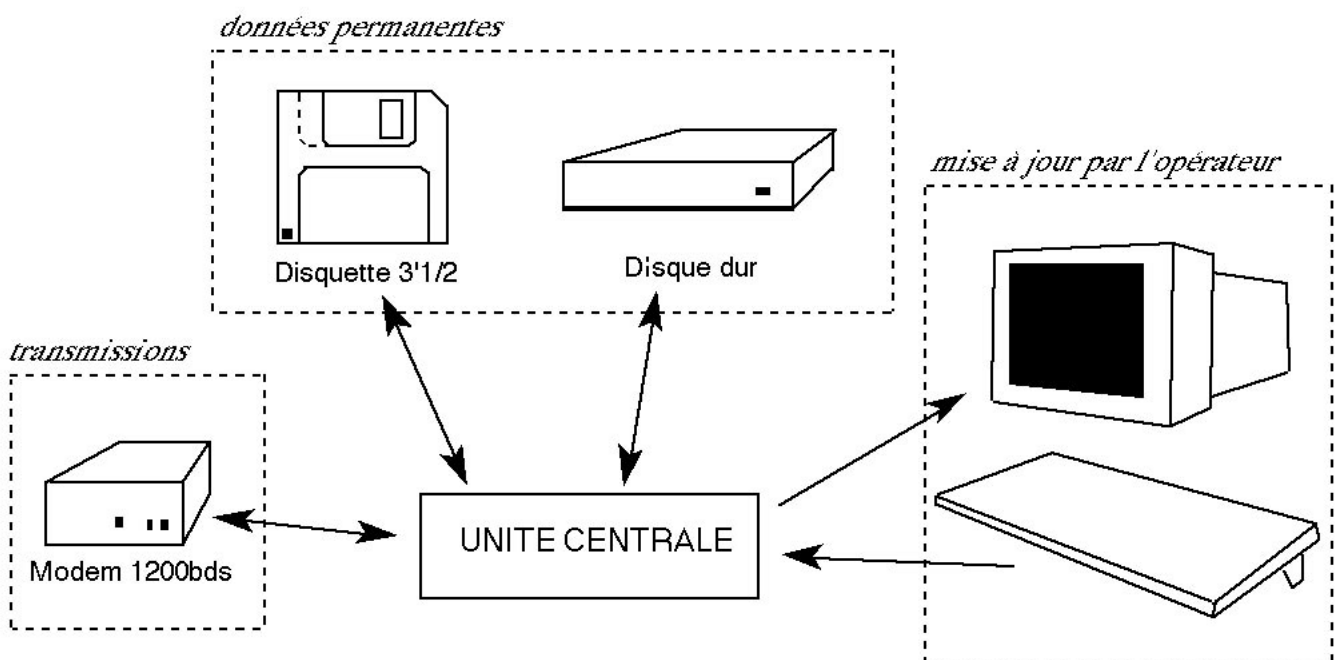 données permanentes
Disquette 3'1/2
Disque dur
mise à jour par l'opérateur
transmissions
Modem 1200bds
UNITE CENTRALE